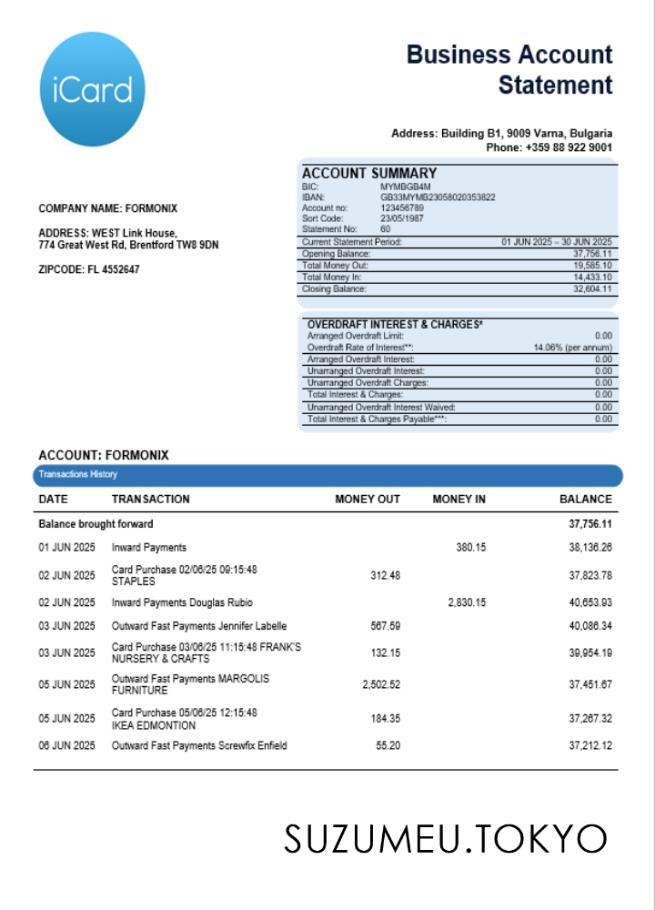 iCard
Business Account
Statement
Address: Building B1, 9009 Varna, Bulgaria
Phone: +359 88 922 9001
COMPANY NAME: FORMONIX
ADDRESS: WEST Link House,
774 Great West Rd, Brentford TW8 9DN
ZIPCODE: FL 4552647
ACCOUNT SUMMARY
BIC: MYMBGB4M
IBAN: GB33MYMB23058020353822
Account no: 123456789
Sort Code: 23/05/1987
Statement No: 60
Current Statement Period: 01 JUN 2025 – 30 JUN 2025
Opening Balance: 37,756.11
Total Money Out: 19,585.10
Total Money In: 14,433.10
Closing Balance: 32,604.11
OVERDRAFT INTEREST & CHARGES*
Arranged Overdraft Limit: 0.00
Overdraft Rate of Interest**: 14.06% (per annum)
Arranged Overdraft Interest: 0.00
Unarranged Overdraft Interest: 0.00
Unarranged Overdraft Charges: 0.00
Total Interest & Charges: 0.00
Unarranged Overdraft Interest Waived: 0.00
Total Interest & Charges Payable***: 0.00
ACCOUNT: FORMONIX
Transactions History
DATE TRANSACTION MONEY OUT MONEY IN BALANCE
Balance brought forward 37,756.11
01 JUN 2025 Inward Payments 380.15 38,136.26
02 JUN 2025 Card Purchase 02/06/25 09:15:48 312.48 37,823.78
STAPLES
02 JUN 2025 Inward Payments Douglas Rubio 2,830.15 40,653.93
03 JUN 2025 Outward Fast Payments Jennifer Labelle 567.59 40,086.34
03 JUN 2025 Card Purchase 03/06/25 11:15:48 FRANK'S 132.15 39,954.19
NURSERY & CRAFTS
05 JUN 2025 Outward Fast Payments MARGOLIS 2,502.52 37,451.67
FURNITURE
05 JUN 2025 Card Purchase 05/06/25 12:15:48 184.35 37,267.32
IKEA EDMONTION
06 JUN 2025 Outward Fast Payments Screwfix Enfield 55.20 37,212.12
SUZUMEU.TOKYO